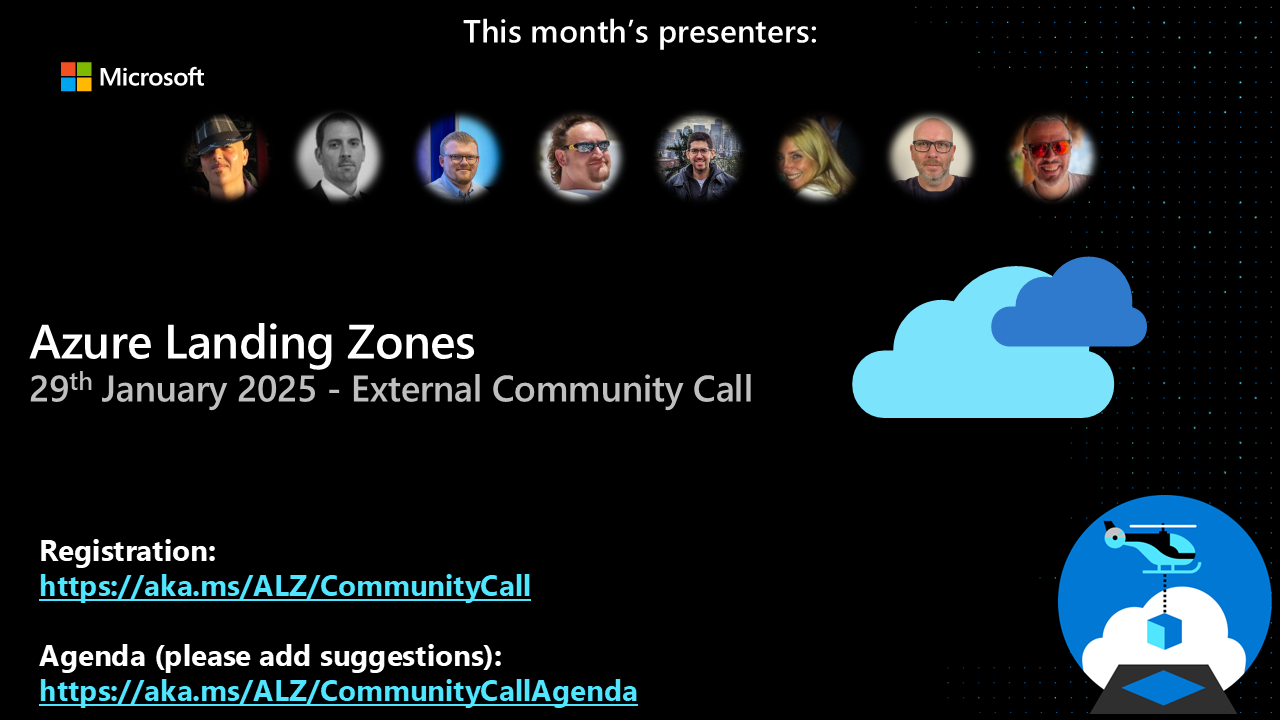 This month’s presenters:
Microsoft
Azure Landing Zones
29th January 2025 - External Community Call
Registration:
https://aka.ms/ALZ/CommunityCall
Agenda (please add suggestions):
https://aka.ms/ALZ/CommunityCallAgenda